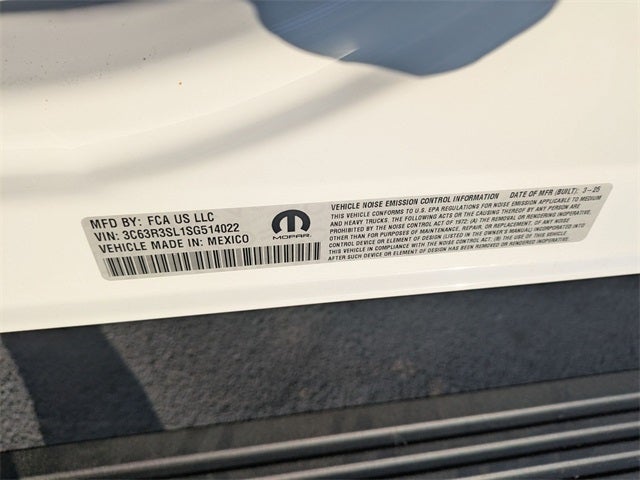 MFD BY: FCA US LLC
VIN: 3C63R3SL1SG514022
VEHICLE MADE IN: MEXICO
MOPAR
VEHICLE NOISE EMISSION CONTROL INFORMATION DATE OF MFR (BUILT): 3-25
THIS VEHICLE CONFORMS TO U.S. EPA REGULATIONS FOR NOISE EMISSION APPLICABLE TO MEDIUM
AND HEAVY TRUCKS. THE FOLLOWING ACTS OR THE CAUSING THEREOF BY ANY PERSON ARE
PROHIBITED BY THE NOISE CONTROL ACT OF 1972: (A) THE REMOVAL OR RENDERING INOPERATIVE,
OTHER THAN FOR PURPOSES OF MAINTENANCE, REPAIR, OR REPLACEMENT, OF ANY NOISE
CONTROL DEVICE OR ELEMENT OF DESIGN (LISTED IN THE OWNER'S MANUAL) INCORPORATED INTO
THIS VEHICLE IN COMPLIANCE WITH THE NOISE CONTROL ACT; (B) THE USE OF THIS VEHICLE
AFTER SUCH DEVICE OR ELEMENT OF DESIGN HAS BEEN REMOVED OR RENDERED INOPERATIVE.